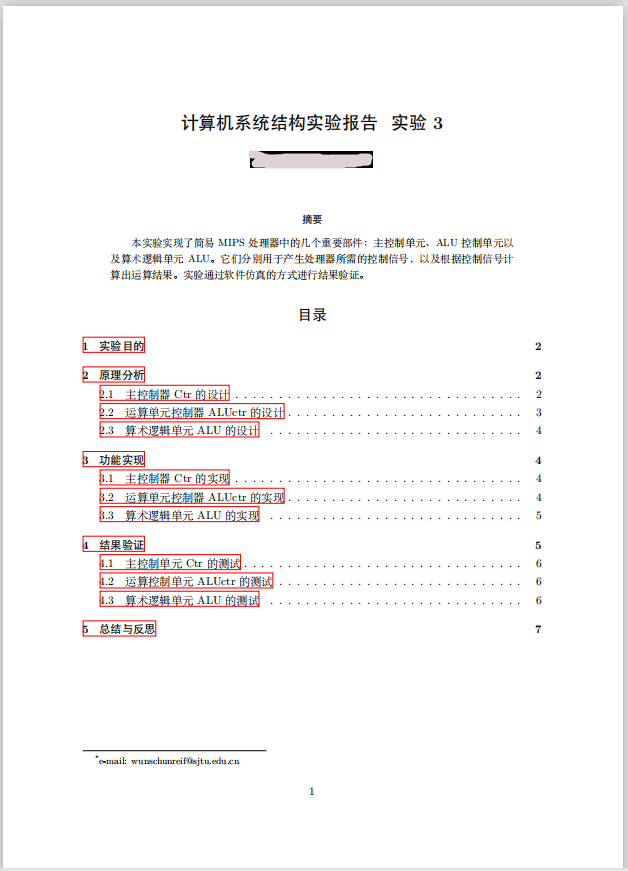 计算机系统结构实验报告 实验 3
摘要
本实验实现了简易 MIPS 处理器中的几个重要部件：主控制单元、ALU 控制单元以
及算术逻辑单元 ALU。它们分别用于产生处理器所需的控制信号，以及根据控制信号计
算出运算结果。实验通过软件仿真的方式进行结果验证。
目录
1 实验目的 2
2 原理分析 2
2.1 主控制器 Ctr 的设计 . . . . . . . . . . . . . . . . . . . . . . . . . . . . . . . . 2
2.2 运算单元控制器 ALUctr 的设计 . . . . . . . . . . . . . . . . . . . . . . . . . . 3
2.3 算术逻辑单元 ALU 的设计 . . . . . . . . . . . . . . . . . . . . . . . . . . . . 4
3 功能实现 4
3.1 主控制器 Ctr 的实现 . . . . . . . . . . . . . . . . . . . . . . . . . . . . . . . . 4
3.2 运算单元控制器 ALUctr 的实现 . . . . . . . . . . . . . . . . . . . . . . . . . . 4
3.3 算术逻辑单元 ALU 的实现 . . . . . . . . . . . . . . . . . . . . . . . . . . . . 5
4 结果验证 5
4.1 主控制单元 Ctr 的测试 . . . . . . . . . . . . . . . . . . . . . . . . . . . . . . . 6
4.2 运算控制单元 ALUctr 的测试 . . . . . . . . . . . . . . . . . . . . . . . . . . . 6
4.3 算术逻辑单元 ALU 的测试 . . . . . . . . . . . . . . . . . . . . . . . . . . . . 6
5 总结与反思 7
*e-mail: wunschunreif@sjtu.edu.cn
1